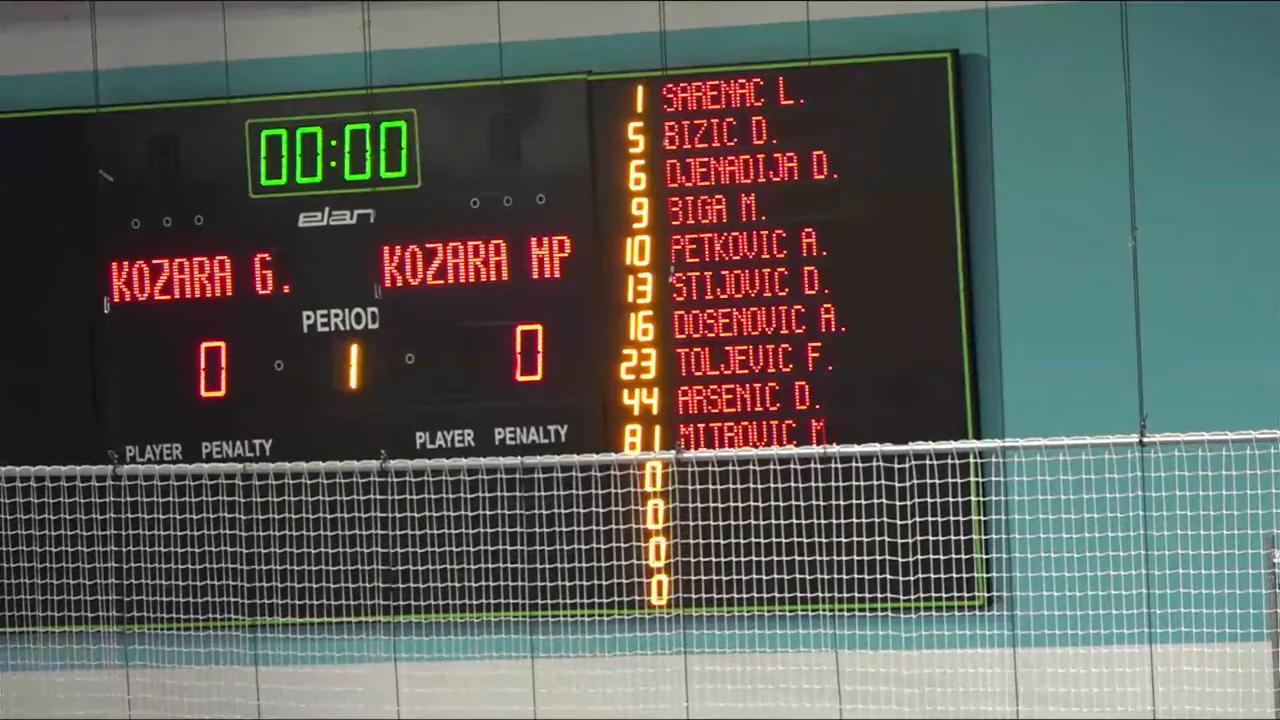 00:00
elan
KOZARA G. KOZARA MP
PERIOD
0 1 0
PLAYER PENALTY PLAYER PENALTY
1 SARENAC L.
5 BIZIC D.
6 DJENADIJA D.
9 BIGA M.
10 PETKOVIC A.
13 STIJOVIC D.
16 DOSENOVIC A.
23 TOLJEVIC F.
44 ARSENIC D.
81 MITROVIC M.
0
0
0
0